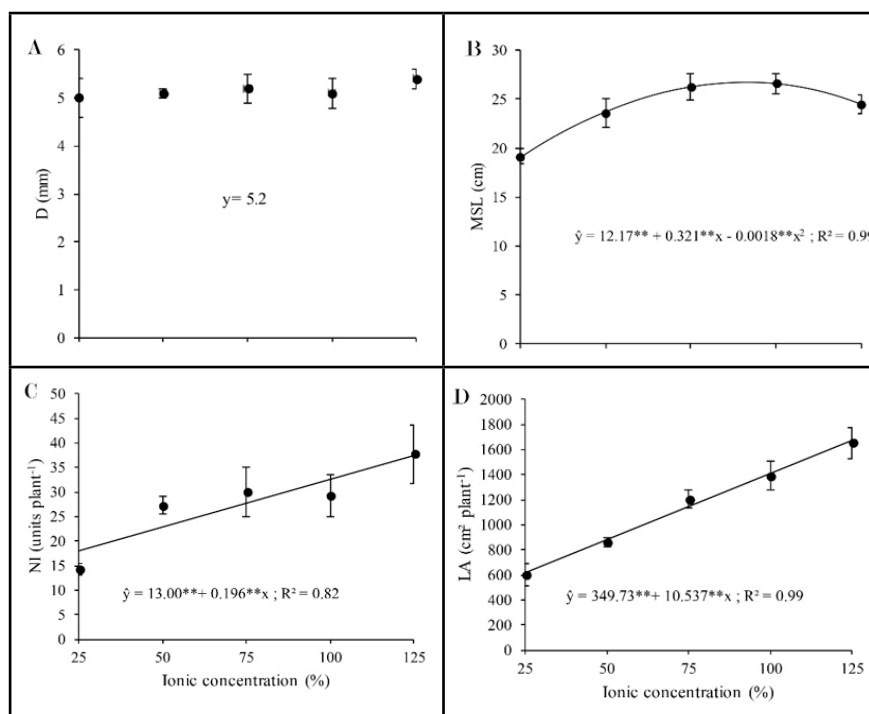 A
6
5
4
3
2
1
0
D (mm)
y= 5.2
B
30
25
20
15
10
5
0
MSL (cm)
ŷ = 12.17** + 0.321**x - 0.0018**x² ; R² = 0.99
C
50
45
40
35
30
25
20
15
10
5
0
NI (units plant⁻¹)
ŷ = 13.00**+ 0.196**x ; R² = 0.82
25 50 75 100 125
Ionic concentration (%)
D
2000
1800
1600
1400
1200
1000
800
600
400
200
0
LA (cm² plant⁻¹)
ŷ = 349.73**+ 10.537**x ; R² = 0.99
25 50 75 100 125
Ionic concentration (%)